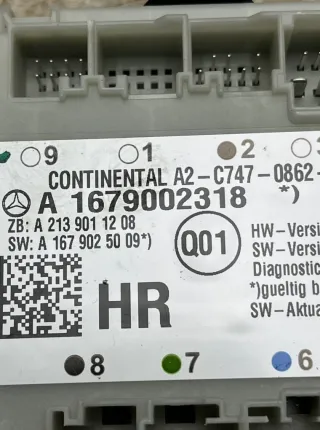 9 1 2 3
CONTINENTAL A2-C747-0862-
A 1679002318 *)
ZB: A 213 901 12 08
SW: A 167 902 50 09*)
Q01
HW-Versi
SW-Versi
Diagnostic
*)gueltig b
SW-Aktua
HR
8 7 6